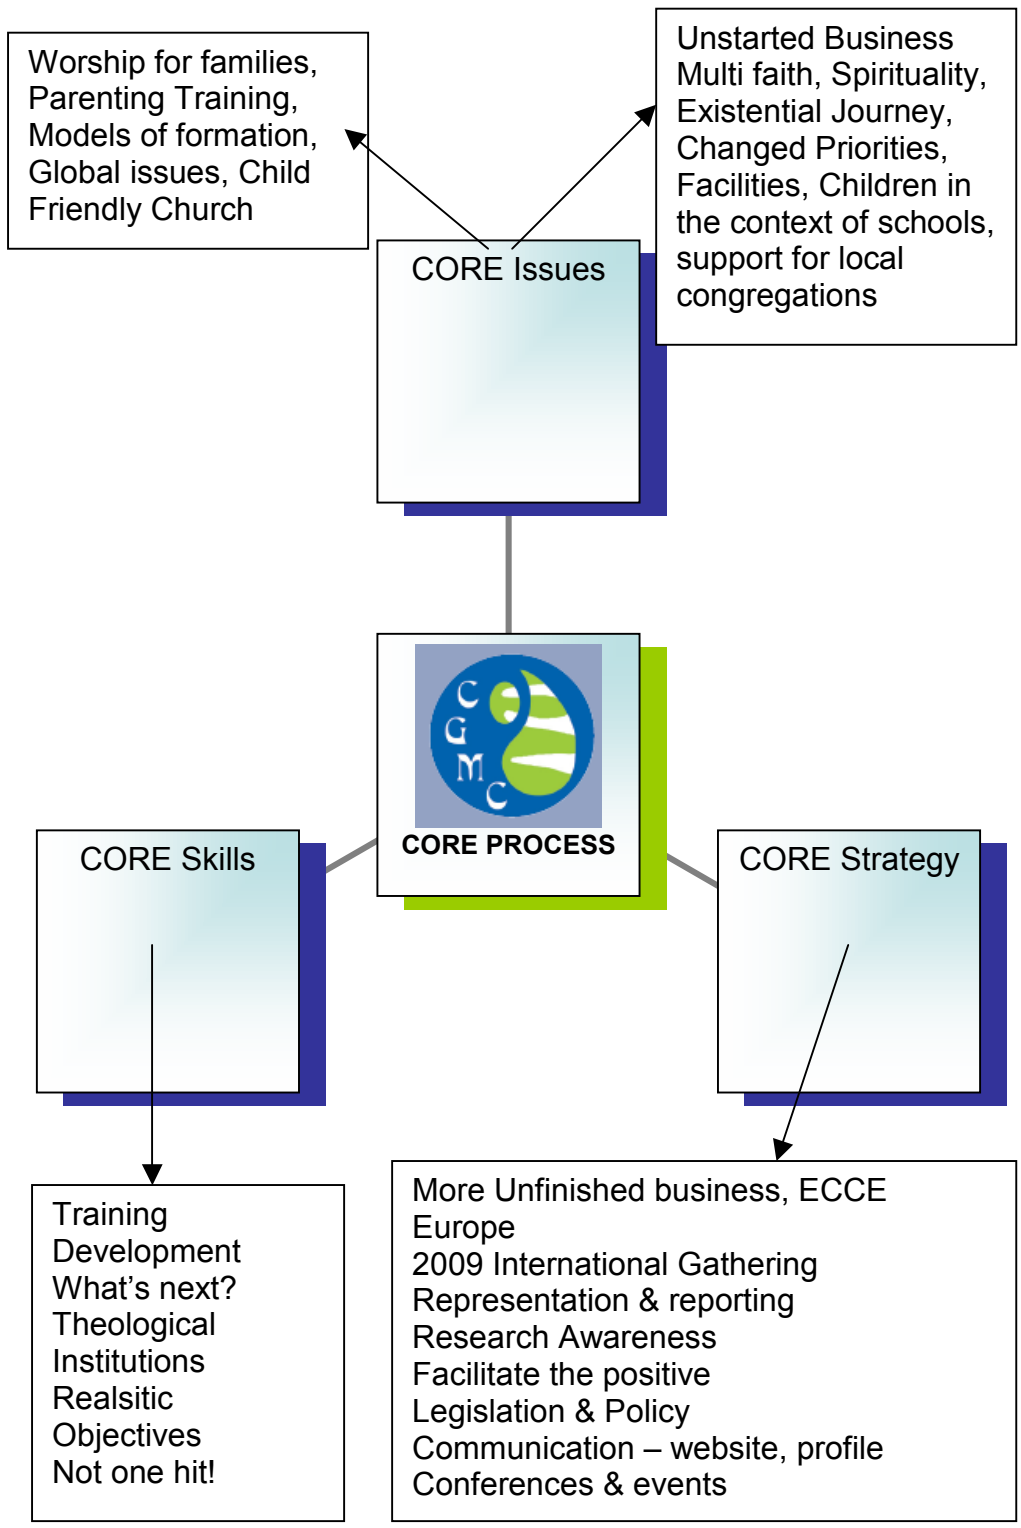 Worship for families,
Parenting Training,
Models of formation,
Global issues, Child
Friendly Church
Unstarted Business
Multi faith, Spirituality,
Existential Journey,
Changed Priorities,
Facilities, Children in
the context of schools,
support for local
congregations
CORE Issues
C
G
M
C
CORE PROCESS
CORE Skills
CORE Strategy
Training
Development
What’s next?
Theological
Institutions
Realsitic
Objectives
Not one hit!
More Unfinished business, ECCE
Europe
2009 International Gathering
Representation & reporting
Research Awareness
Facilitate the positive
Legislation & Policy
Communication – website, profile
Conferences & events